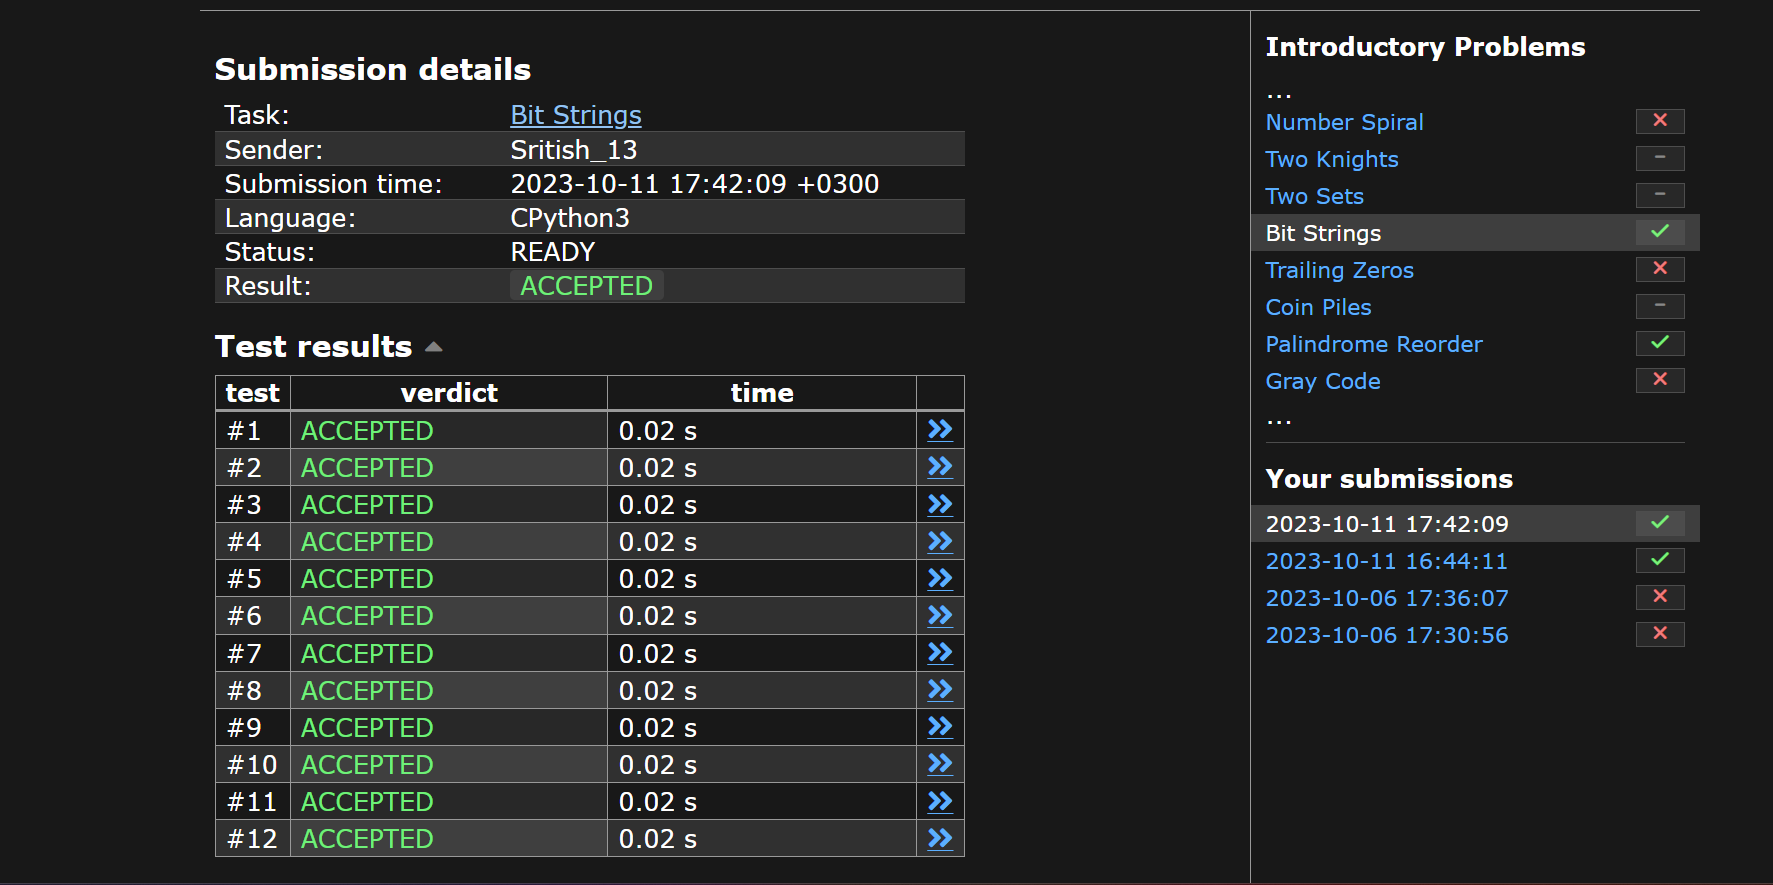 Submission details
Task: Bit Strings
Sender: Sritish_13
Submission time: 2023-10-11 17:42:09 +0300
Language: CPython3
Status: READY
Result: ACCEPTED
Test results
test verdict time
#1 ACCEPTED 0.02 s
#2 ACCEPTED 0.02 s
#3 ACCEPTED 0.02 s
#4 ACCEPTED 0.02 s
#5 ACCEPTED 0.02 s
#6 ACCEPTED 0.02 s
#7 ACCEPTED 0.02 s
#8 ACCEPTED 0.02 s
#9 ACCEPTED 0.02 s
#10 ACCEPTED 0.02 s
#11 ACCEPTED 0.02 s
#12 ACCEPTED 0.02 s
Introductory Problems
...
Number Spiral
Two Knights
Two Sets
Bit Strings
Trailing Zeros
Coin Piles
Palindrome Reorder
Gray Code
...
Your submissions
2023-10-11 17:42:09
2023-10-11 16:44:11
2023-10-06 17:36:07
2023-10-06 17:30:56